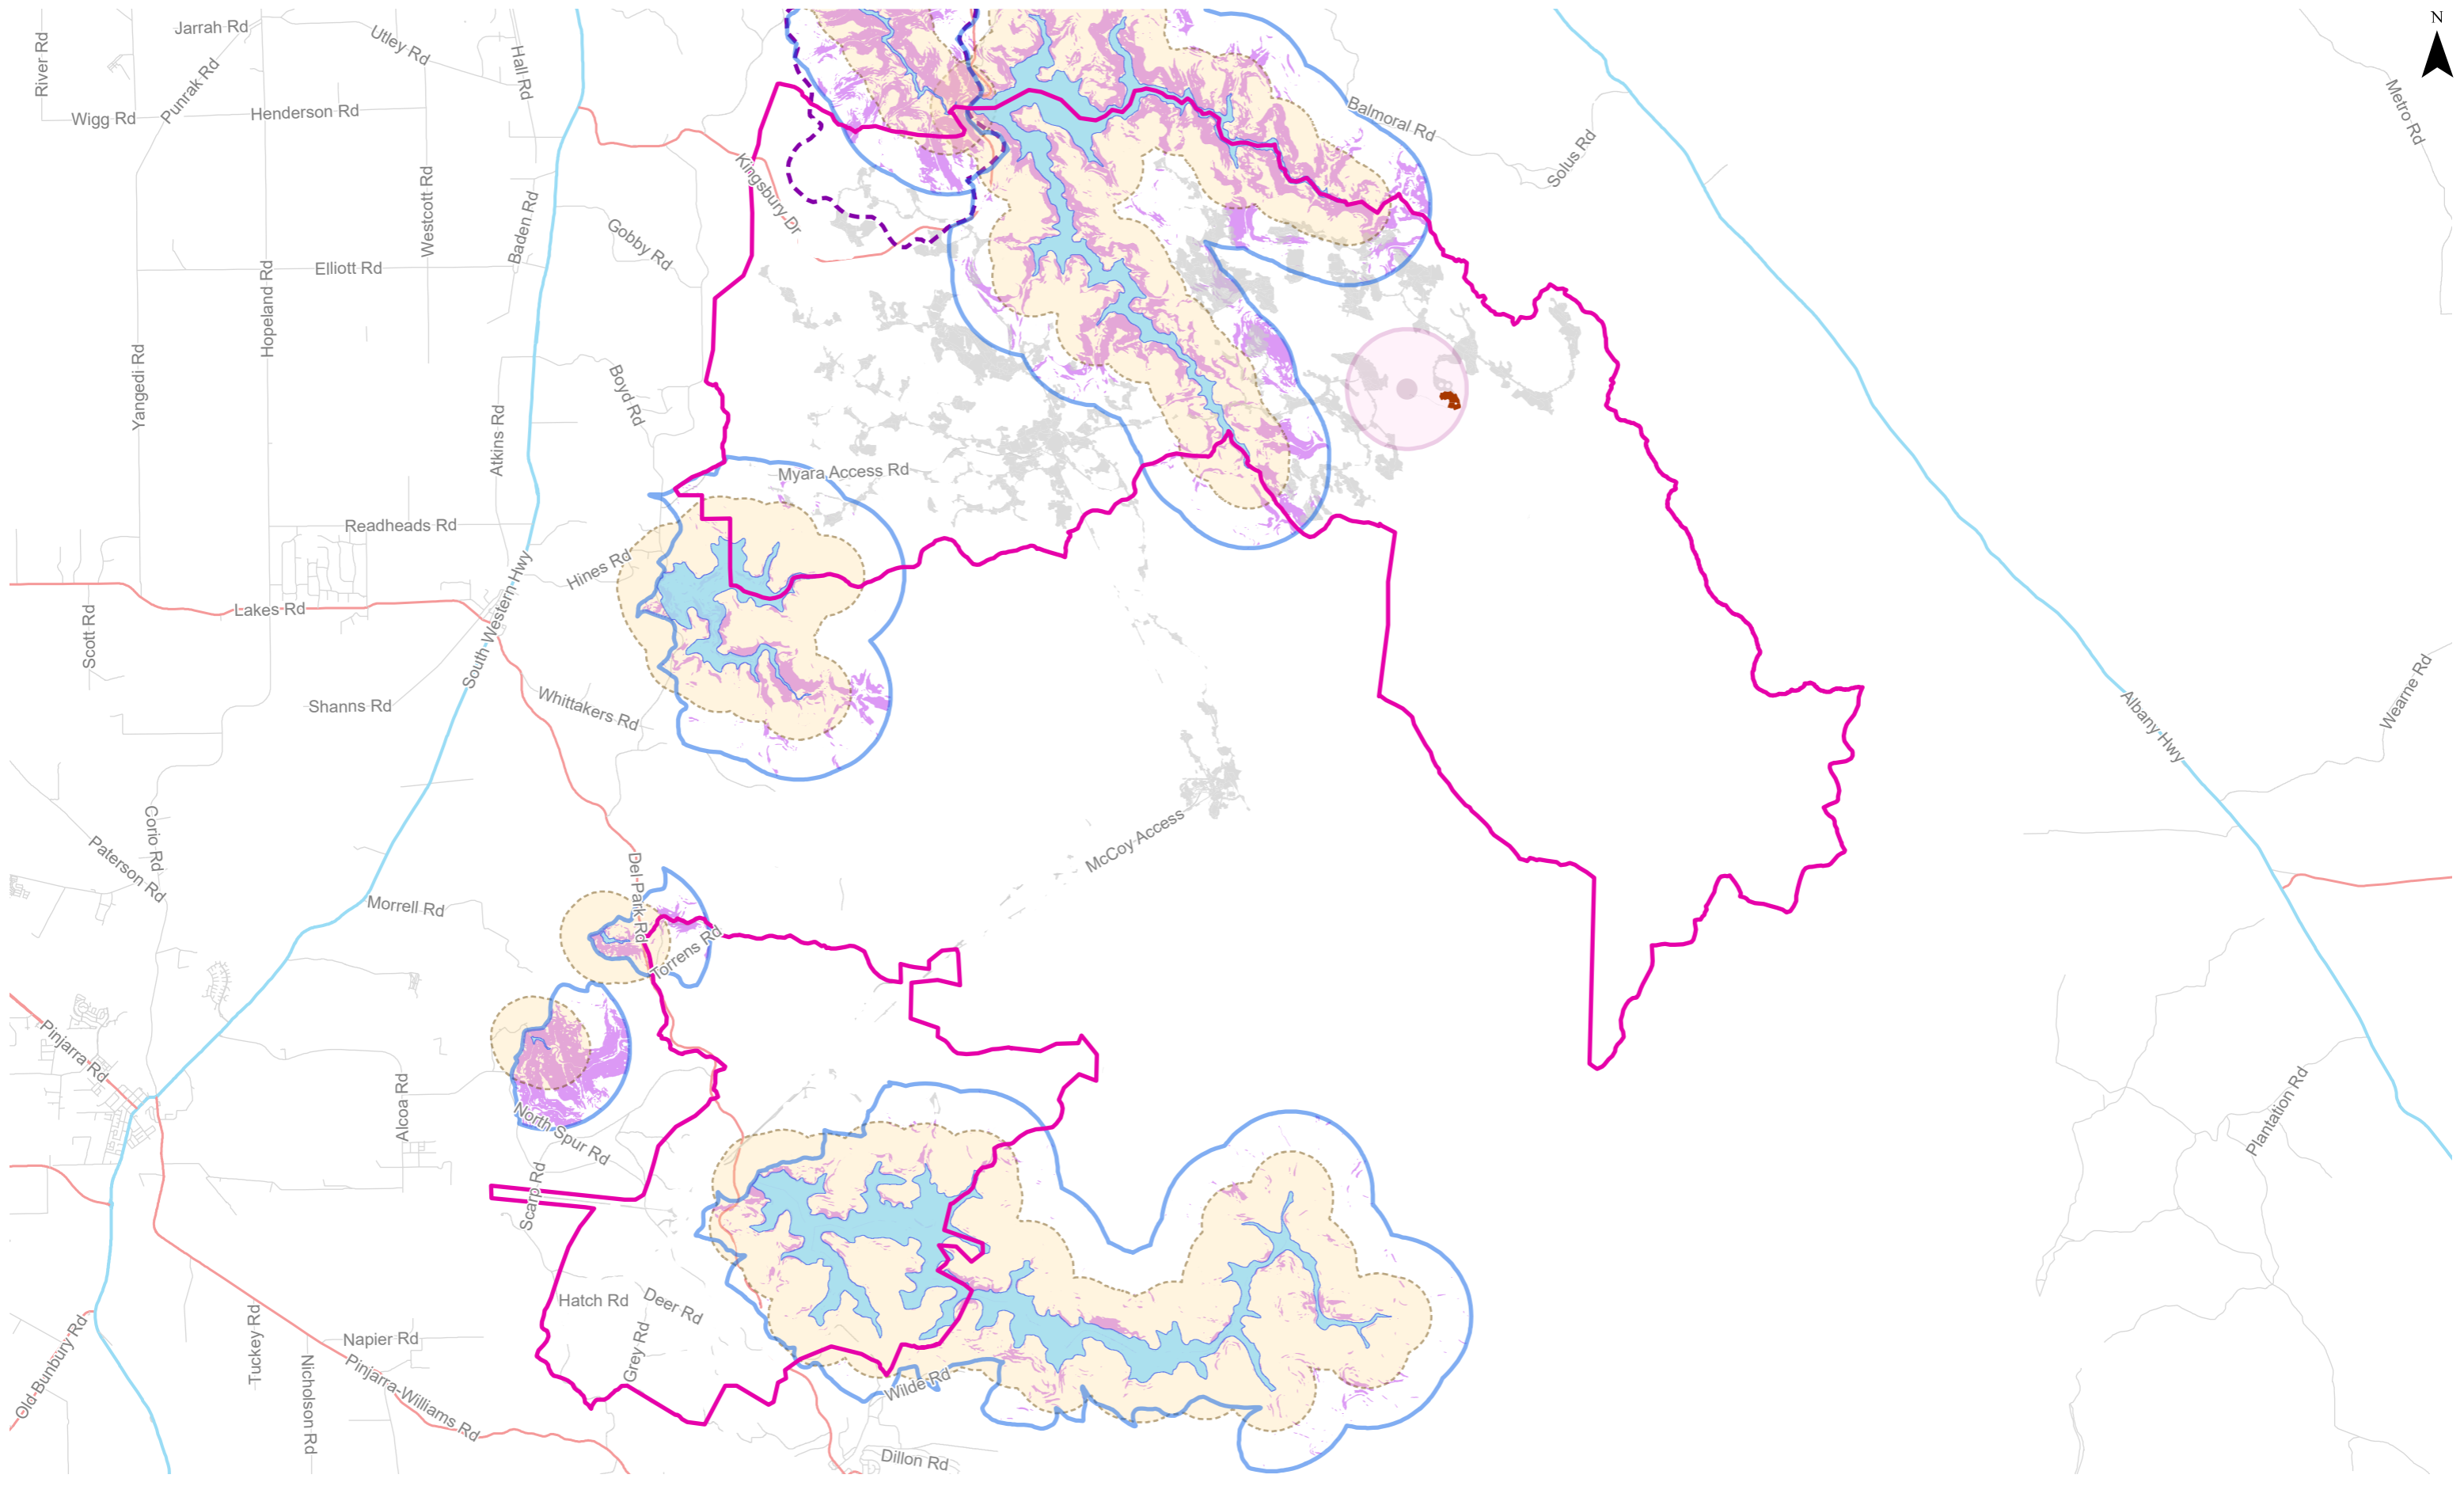 N
Jarrah Rd
Utley Rd
Hall Rd
River Rd
Punrak Rd
Wigg Rd
Henderson Rd
Metro Rd
Balmoral Rd
Solus Rd
Kingsbury Dr
Westcott Rd
Baden Rd
Gobby Rd
Elliott Rd
Hopeland Rd
Yangedi Rd
Boyd Rd
Atkins Rd
Myara Access Rd
Readheads Rd
Hines Rd
Lakes Rd
Scott Rd
South Western Hwy
Shanns Rd
Whittakers Rd
Albany Hwy
Wearne Rd
McCoy Access
Corio Rd
Paterson Rd
Del Park Rd
Morrell Rd
Torrens Rd
Pinjarra Rd
Alcoa Rd
North Spur Rd
Scarp Rd
Plantation Rd
Hatch Rd
Deer Rd
Grey Rd
Old Bunbury Rd
Tuckey Rd
Napier Rd
Nicholson Rd
Pinjarra-Williams Rd
Wilde Rd
Dillon Rd